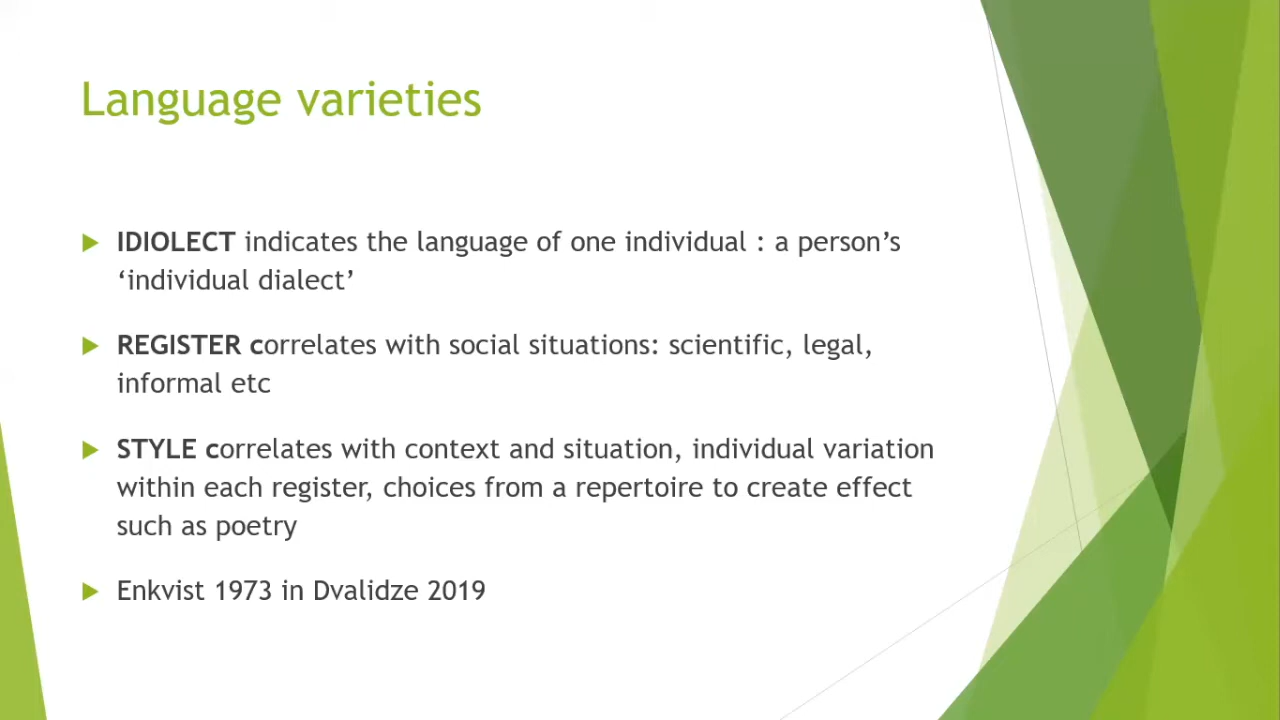 Language varieties
IDIOLECT indicates the language of one individual : a person’s
‘individual dialect’
REGISTER correlates with social situations: scientific, legal,
informal etc
STYLE correlates with context and situation, individual variation
within each register, choices from a repertoire to create effect
such as poetry
Enkvist 1973 in Dvalidze 2019